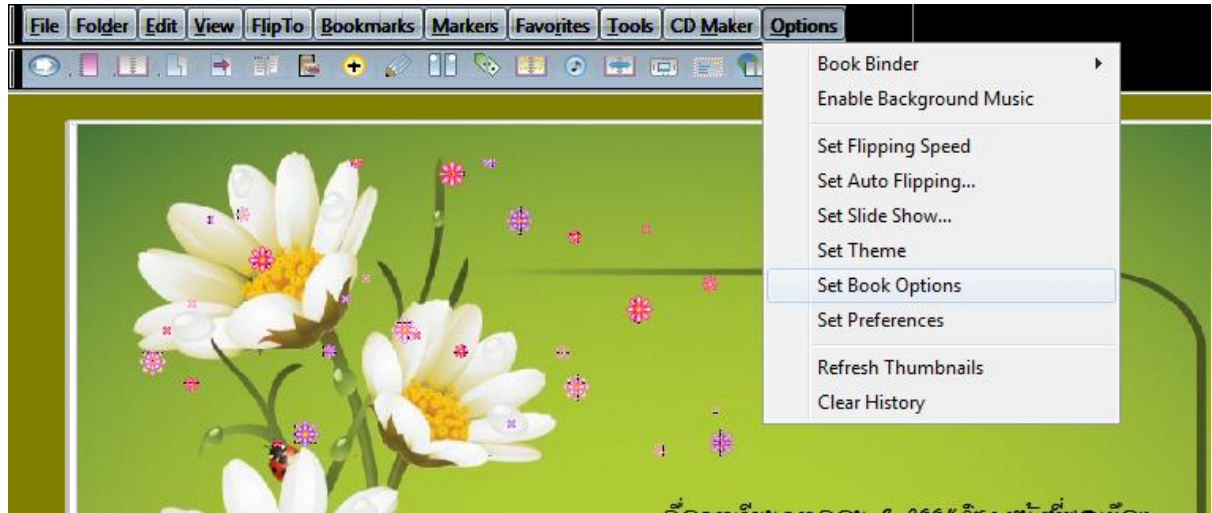 File Folder Edit View FlipTo Bookmarks Markers Favorites Tools CD Maker Options
Book Binder
Enable Background Music
Set Flipping Speed
Set Auto Flipping...
Set Slide Show...
Set Theme
Set Book Options
Set Preferences
Refresh Thumbnails
Clear History